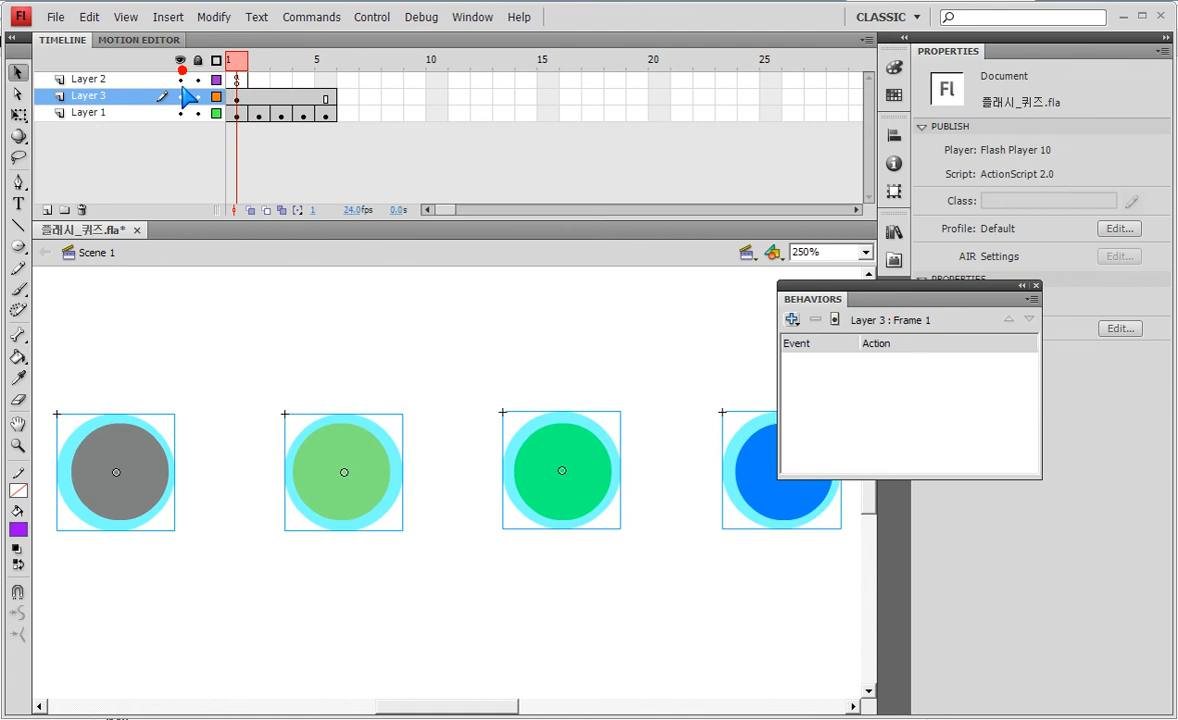 Fl File Edit View Insert Modify Text Commands Control Debug Window Help CLASSIC
TIMELINE MOTION EDITOR
1 5 10 15 20 25
Layer 2
Layer 3
Layer 1
1 24.0fps 0.0s
플래시_퀴즈.fla*
Scene 1
250%
PROPERTIES
Fl
Document
플래시_퀴즈.fla
PUBLISH
Player: Flash Player 10
Script: ActionScript 2.0
Class:
Profile: Default Edit...
AIR Settings Edit...
Edit...
BEHAVIORS
Layer 3 : Frame 1
Event Action